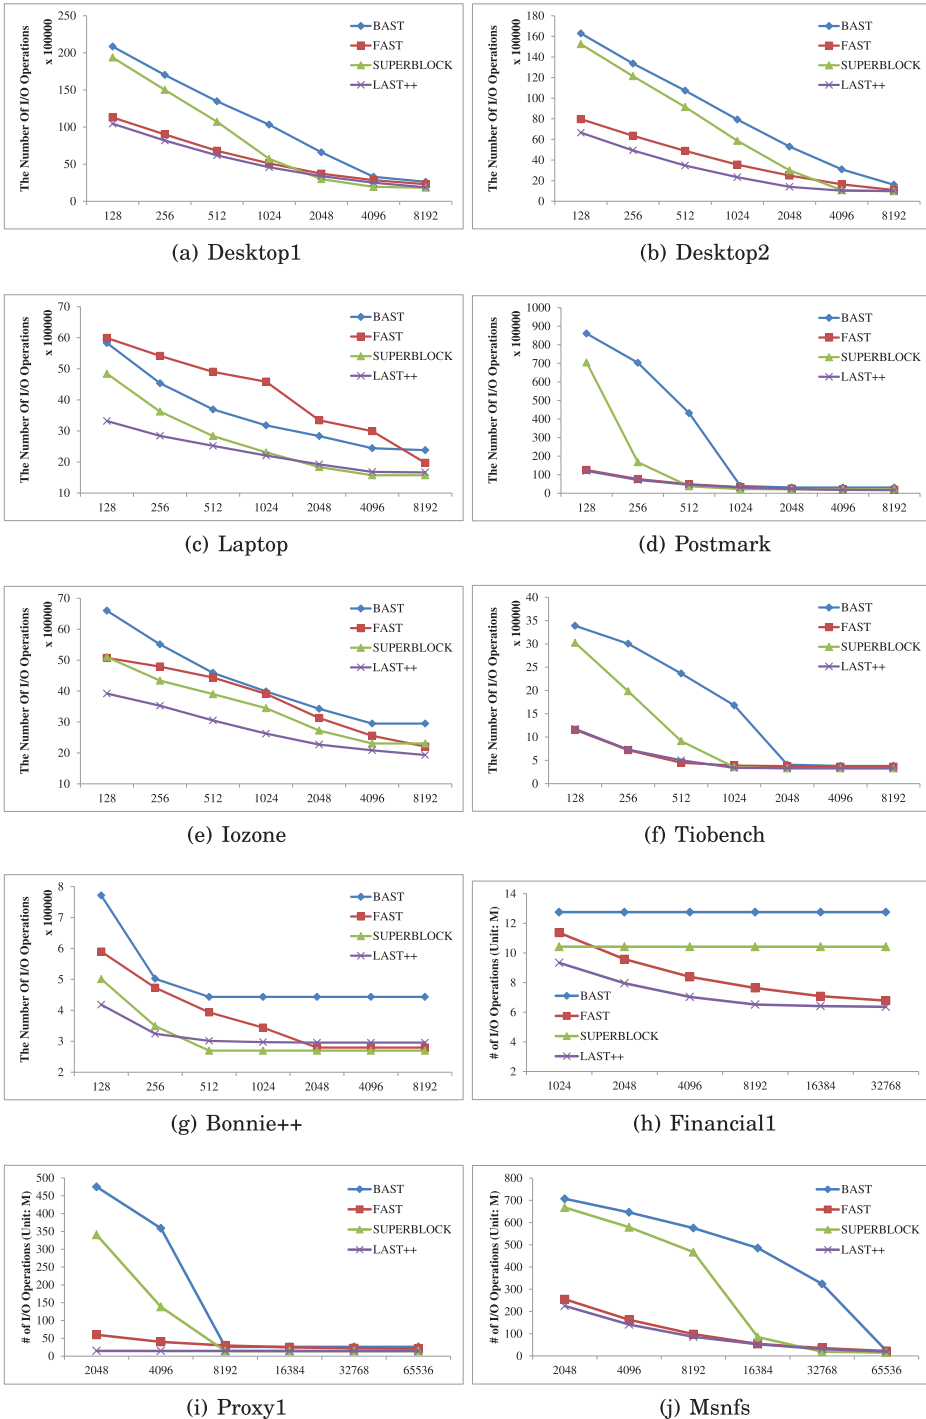 The Number Of I/O Operations
x 100000
250
200
150
100
50
0
128 256 512 1024 2048 4096 8192
BAST
FAST
SUPERBLOCK
LAST++
(a) Desktop1
The Number Of I/O Operations
x 100000
180
160
140
120
100
80
60
40
20
0
128 256 512 1024 2048 4096 8192
BAST
FAST
SUPERBLOCK
LAST++
(b) Desktop2
The Number Of I/O Operations
x 100000
70
60
50
40
30
20
10
128 256 512 1024 2048 4096 8192
BAST
FAST
SUPERBLOCK
LAST++
(c) Laptop
The Number Of I/O Operations
x 100000
1000
900
800
700
600
500
400
300
200
100
0
128 256 512 1024 2048 4096 8192
BAST
FAST
SUPERBLOCK
LAST++
(d) Postmark
The Number Of I/O Operations
x 100000
70
60
50
40
30
20
10
128 256 512 1024 2048 4096 8192
BAST
FAST
SUPERBLOCK
LAST++
(e) Iozone
The Number Of I/O Operations
x 100000
40
35
30
25
20
15
10
5
0
128 256 512 1024 2048 4096 8192
BAST
FAST
SUPERBLOCK
LAST++
(f) Tiobench
The Number Of I/O Operations
x 100000
8
7
6
5
4
3
2
128 256 512 1024 2048 4096 8192
BAST
FAST
SUPERBLOCK
LAST++
(g) Bonnie++
# of I/O Operations (Unit: M)
14
12
10
8
6
4
2
1024 2048 4096 8192 16384 32768
BAST
FAST
SUPERBLOCK
LAST++
(h) Financial1
# of I/O Operations (Unit: M)
500
450
400
350
300
250
200
150
100
50
0
2048 4096 8192 16384 32768 65536
BAST
FAST
SUPERBLOCK
LAST++
(i) Proxy1
# of I/O Operations (Unit: M)
800
700
600
500
400
300
200
100
0
2048 4096 8192 16384 32768 65536
BAST
FAST
SUPERBLOCK
LAST++
(j) Msnfs